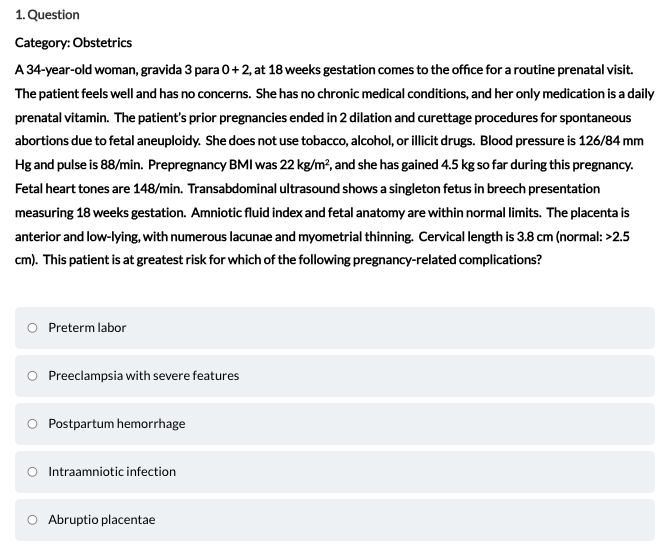 1. Question
Category: Obstetrics
A 34-year-old woman, gravida 3 para 0 + 2, at 18 weeks gestation comes to the office for a routine prenatal visit.
The patient feels well and has no concerns. She has no chronic medical conditions, and her only medication is a daily
prenatal vitamin. The patient's prior pregnancies ended in 2 dilation and curettage procedures for spontaneous
abortions due to fetal aneuploidy. She does not use tobacco, alcohol, or illicit drugs. Blood pressure is 126/84 mm
Hg and pulse is 88/min. Prepregnancy BMI was 22 kg/m², and she has gained 4.5 kg so far during this pregnancy.
Fetal heart tones are 148/min. Transabdominal ultrasound shows a singleton fetus in breech presentation
measuring 18 weeks gestation. Amniotic fluid index and fetal anatomy are within normal limits. The placenta is
anterior and low-lying, with numerous lacunae and myometrial thinning. Cervical length is 3.8 cm (normal: >2.5
cm). This patient is at greatest risk for which of the following pregnancy-related complications?
Preterm labor
Preeclampsia with severe features
Postpartum hemorrhage
Intraamniotic infection
Abruptio placentae